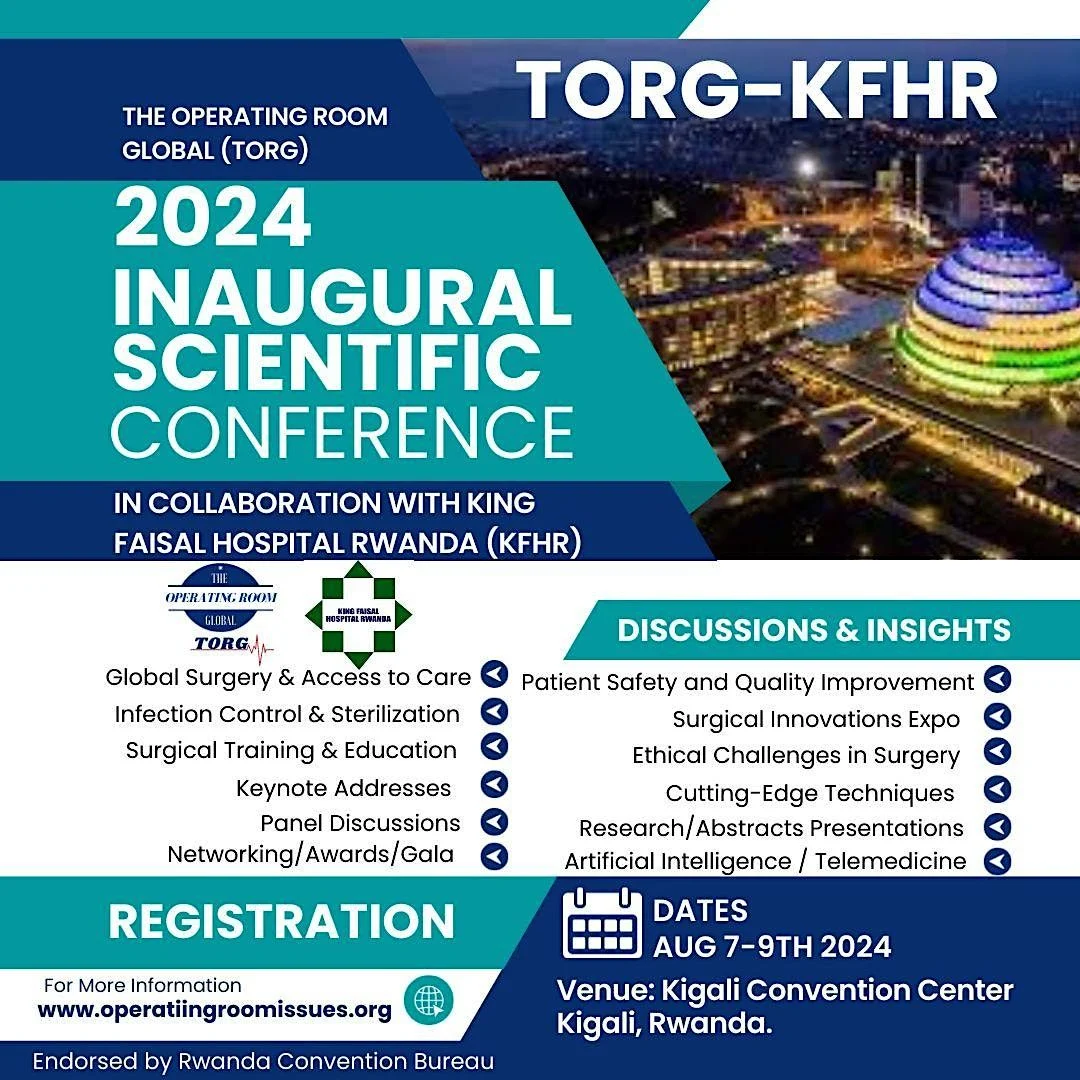 TORG-KFHR
THE OPERATING ROOM
GLOBAL (TORG)
2024
INAUGURAL
SCIENTIFIC
CONFERENCE
IN COLLABORATION WITH KING
FAISAL HOSPITAL RWANDA (KFHR)
THE
OPERATING ROOM
GLOBAL
TORG
KING FAISAL
HOSPITAL RWANDA
Global Surgery & Access to Care
Infection Control & Sterilization
Surgical Training & Education
Keynote Addresses
Panel Discussions
Networking/Awards/Gala
DISCUSSIONS & INSIGHTS
Patient Safety and Quality Improvement
Surgical Innovations Expo
Ethical Challenges in Surgery
Cutting-Edge Techniques
Research/Abstracts Presentations
Artificial Intelligence / Telemedicine
REGISTRATION
For More Information
www.operatiingroomissues.org
Endorsed by Rwanda Convention Bureau
DATES
AUG 7-9TH 2024
Venue: Kigali Convention Center
Kigali, Rwanda.